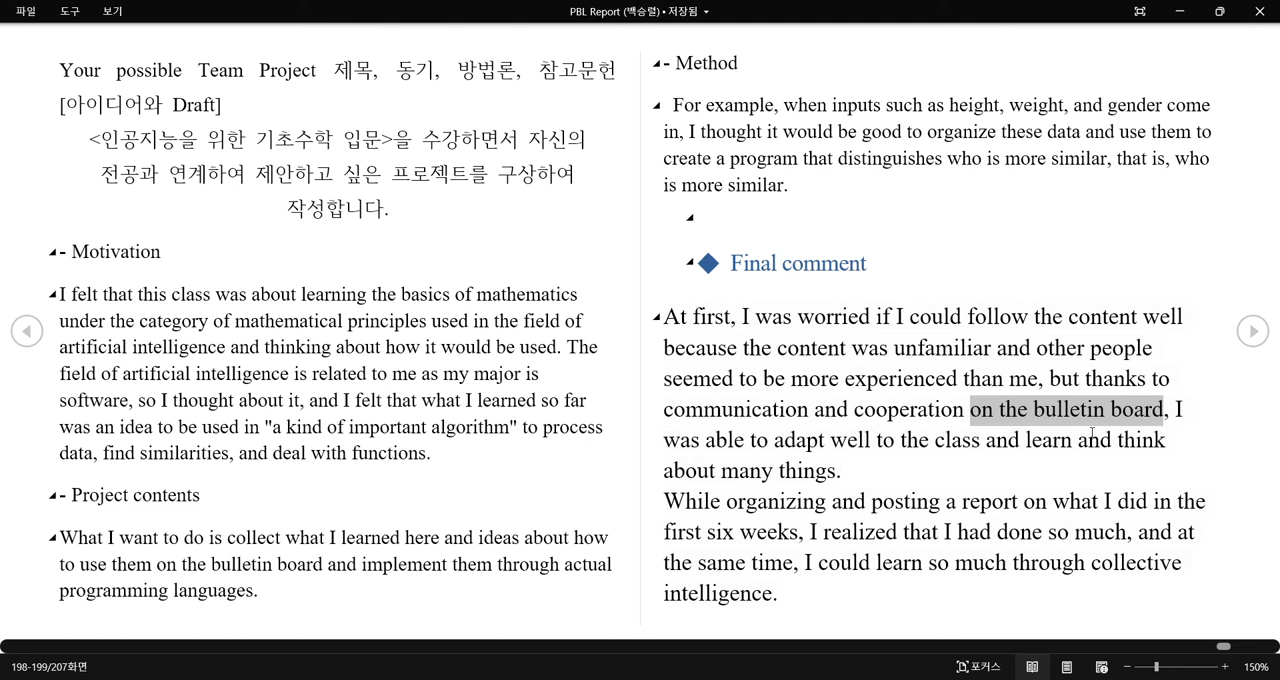 파일 도구 보기 PBL Report (백승렬) • 저장됨
Your possible Team Project 제목, 동기, 방법론, 참고문헌
[아이디어와 Draft]
<인공지능을 위한 기초수학 입문>을 수강하면서 자신의
전공과 연계하여 제안하고 싶은 프로젝트를 구상하여
작성합니다.
- Motivation
I felt that this class was about learning the basics of mathematics
under the category of mathematical principles used in the field of
artificial intelligence and thinking about how it would be used. The
field of artificial intelligence is related to me as my major is
software, so I thought about it, and I felt that what I learned so far
was an idea to be used in "a kind of important algorithm" to process
data, find similarities, and deal with functions.
- Project contents
What I want to do is collect what I learned here and ideas about how
to use them on the bulletin board and implement them through actual
programming languages.
- Method
For example, when inputs such as height, weight, and gender come
in, I thought it would be good to organize these data and use them to
create a program that distinguishes who is more similar, that is, who
is more similar.
◆ Final comment
At first, I was worried if I could follow the content well
because the content was unfamiliar and other people
seemed to be more experienced than me, but thanks to
communication and cooperation on the bulletin board, I
was able to adapt well to the class and learn and think
about many things.
While organizing and posting a report on what I did in the
first six weeks, I realized that I had done so much, and at
the same time, I could learn so much through collective
intelligence.
198-199/207화면 포커스 150%